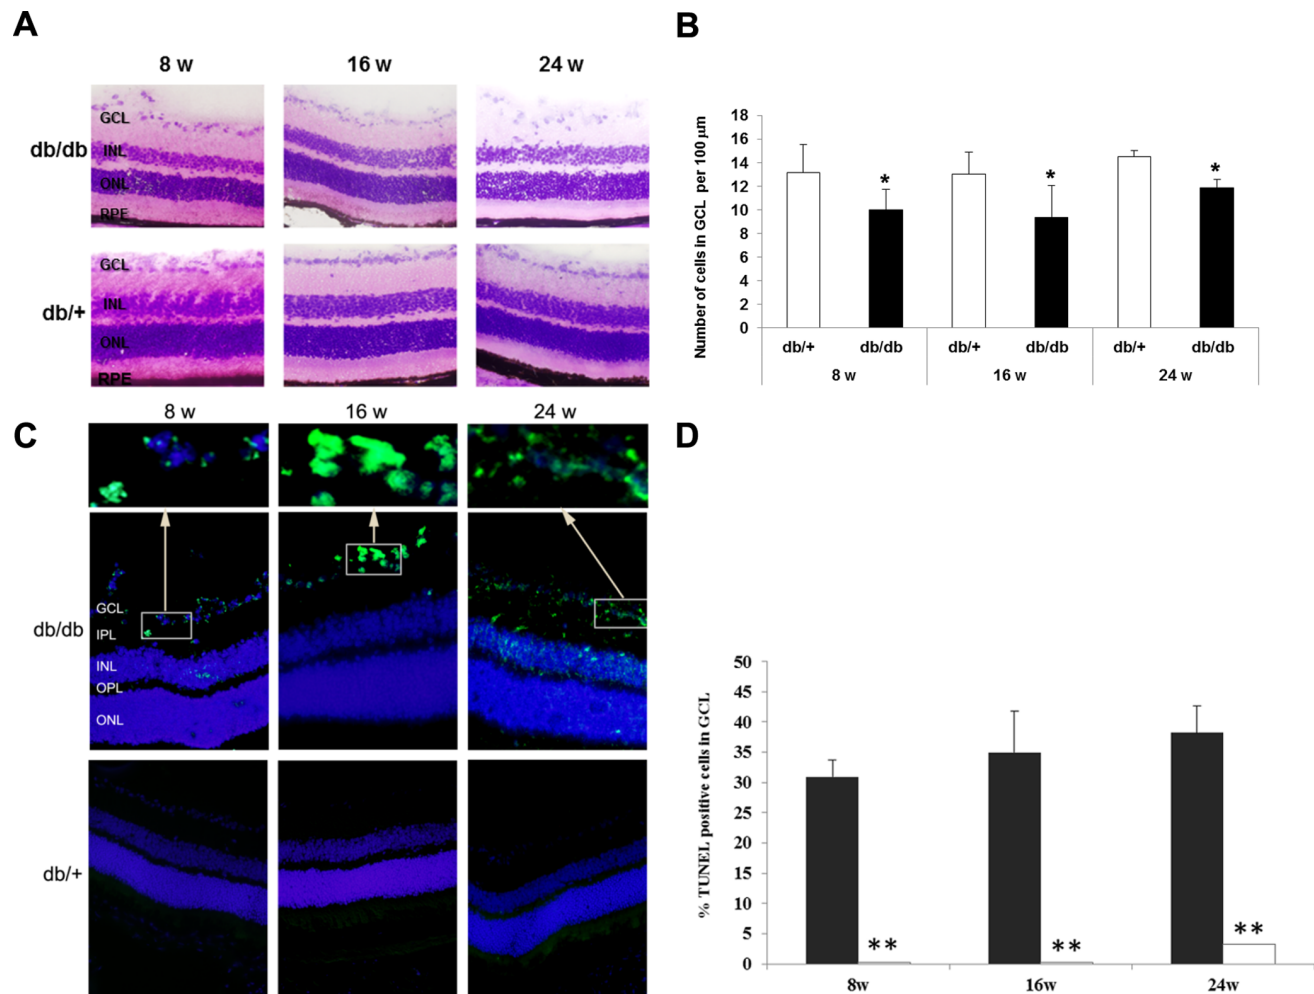 A
8 w 16 w 24 w
db/db
GCL
INL
ONL
RPE
db/+
GCL
INL
ONL
RPE
B
Number of cells in GCL per 100 µm
18
16
14
12
10
8
6
4
2
0
* * *
db/+ db/db db/+ db/db db/+ db/db
8 w 16 w 24 w
C
8 w 16 w 24 w
db/db
GCL
IPL
INL
OPL
ONL
db/+
D
% TUNEL positive cells in GCL
50
45
40
35
30
25
20
15
10
5
0
** ** **
8w 16w 24w